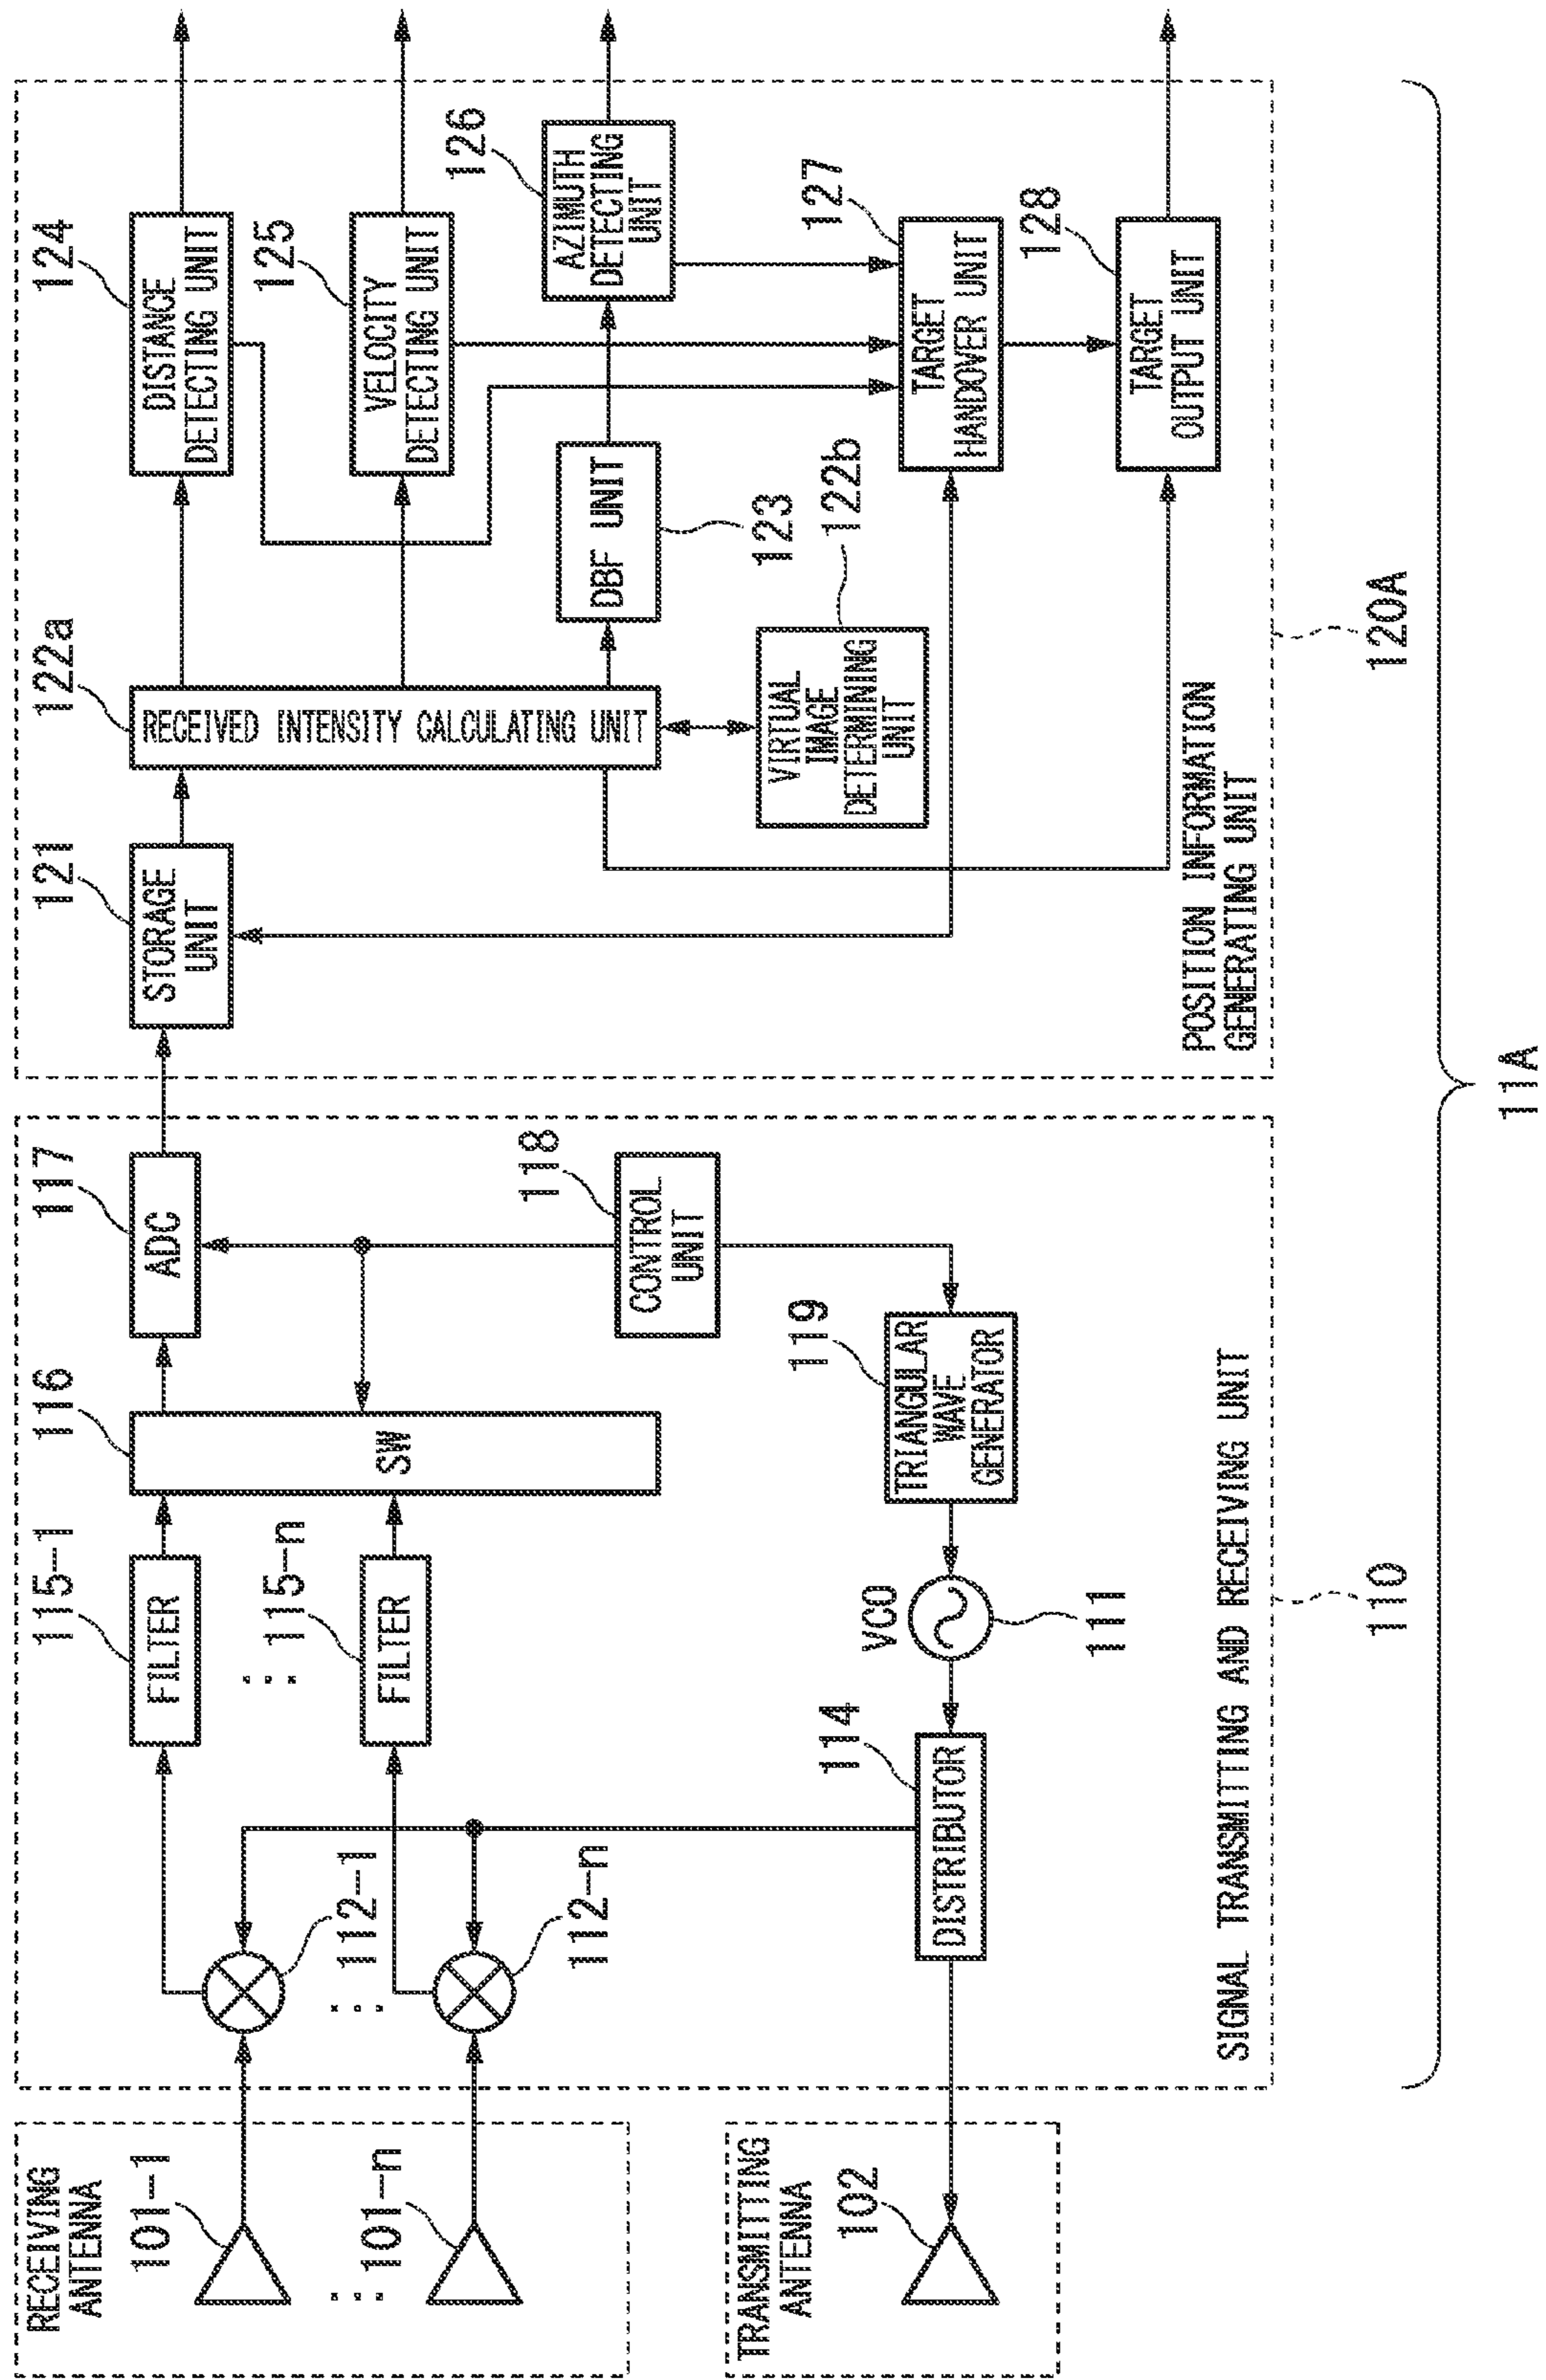 RECEIVING
ANTENNA
101-1
101-n
TRANSMITTING
ANTENNA
102
112-1
112-n
115-1
FILTER
115-n
FILTER
116
SW
117
ADC
118
CONTROL
UNIT
119
TRIANGULAR
WAVE
GENERATOR
VCO
111
114
DISTRIBUTOR
SIGNAL TRANSMITTING AND RECEIVING UNIT
110
121
STORAGE
UNIT
122a
RECEIVED INTENSITY CALCULATING UNIT
122b
VIRTUAL
IMAGE
DETERMINING
UNIT
123
DBF UNIT
124
DISTANCE
DETECTING UNIT
125
VELOCITY
DETECTING UNIT
126
AZIMUTH
DETECTING
UNIT
127
TARGET
HANDOVER UNIT
128
TARGET
OUTPUT UNIT
POSITION INFORMATION
GENERATING UNIT
120A
11A